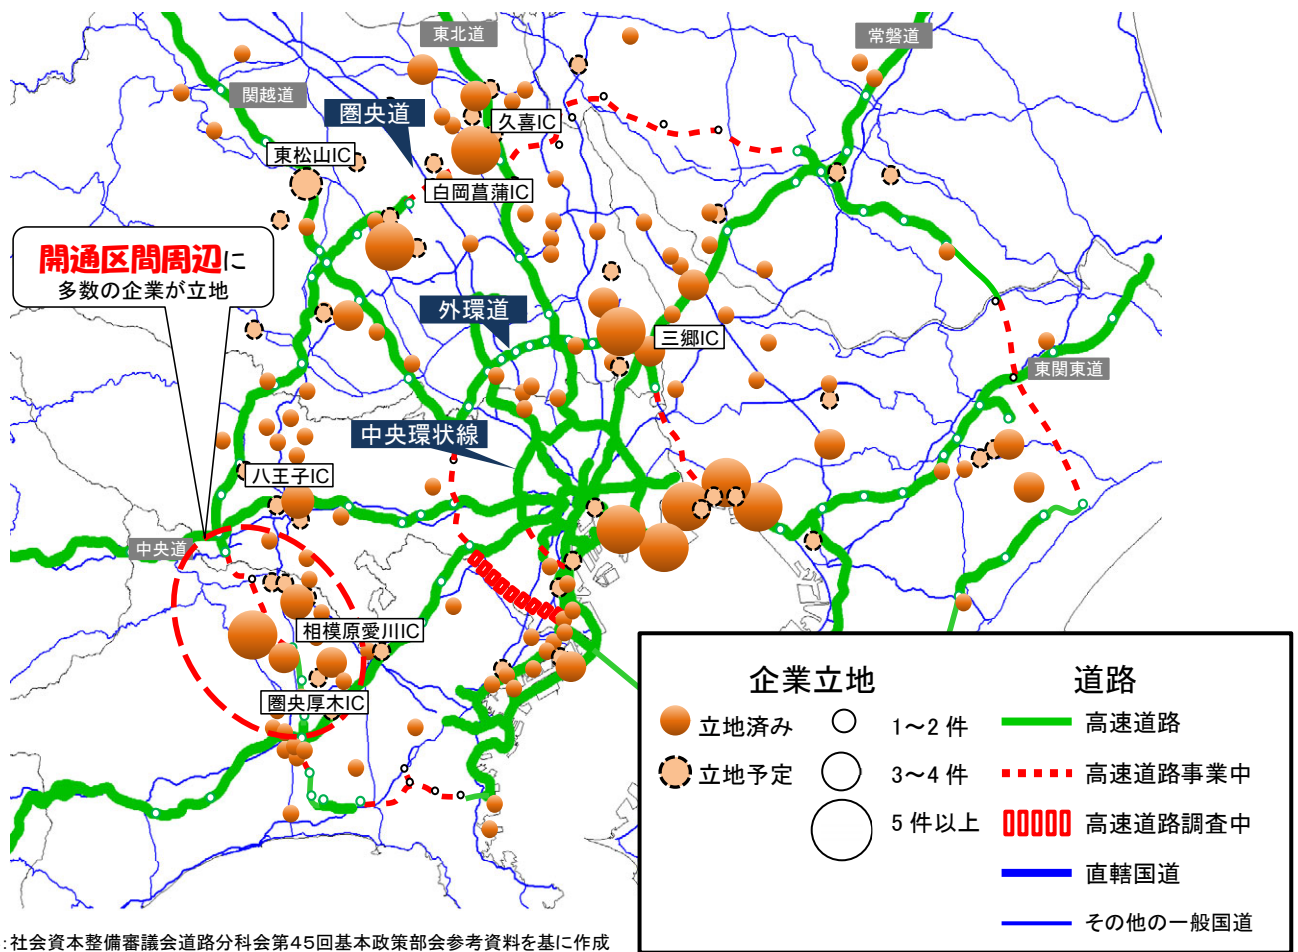 東北道
常磐道
関越道
圏央道
久喜IC
東松山IC
白岡菖蒲IC
開通区間周辺に
多数の企業が立地
外環道
三郷IC
東関東道
中央環状線
八王子IC
中央道
相模原愛川IC
圏央厚木IC
企業立地
道路
立地済み
1～2 件
高速道路
立地予定
3～4 件
高速道路事業中
5 件以上
高速道路調査中
直轄国道
その他の一般国道
:社会資本整備審議会道路分科会第45回基本政策部会参考資料を基に作成